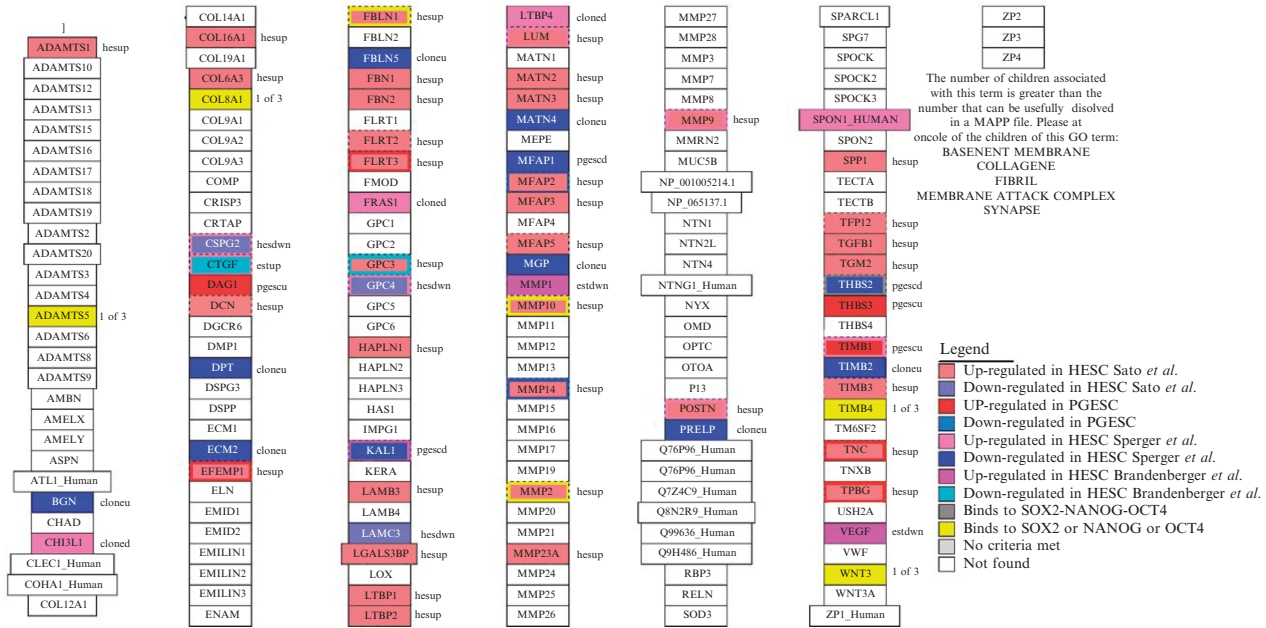 ]
ADAMTS1 hesup
ADAMTS10
ADAMTS12
ADAMTS13
ADAMTS15
ADAMTS16
ADAMTS17
ADAMTS18
ADAMTS19
ADAMTS2
ADAMTS20
ADAMTS3
ADAMTS4
ADAMTS5 1 of 3
ADAMTS6
ADAMTS8
ADAMTS9
AMBN
AMELX
AMELY
ASPN
ATL1_Human
BGN cloneu
CHAD
CHI3L1 cloned
CLEC1_Human
COHA1_Human
COL12A1
COL14A1
COL16A1 hesup
COL19A1
COL6A3 hesup
COL8A1 1 of 3
COL9A1
COL9A2
COL9A3
COMP
CRISP3
CRTAP
CSPG2 hesdwn
CTGF estup
DAG1 pgescu
DCN hesup
DGCR6
DMP1
DPT cloneu
DSPG3
DSPP
ECM1
ECM2 cloneu
EFEMP1 hesup
ELN
EMID1
EMID2
EMILIN1
EMILIN2
EMILIN3
ENAM
FBLN1 hesup
FBLN2
FBLN5 cloneu
FBN1 hesup
FBN2 hesup
FLRT1
FLRT2 hesup
FLRT3 hesup
FMOD
FRAS1 cloned
GPC1
GPC2
GPC3 hesup
GPC4 hesdwn
GPC5
GPC6
HAPLN1 hesup
HAPLN2
HAPLN3
HAS1
IMPG1
KAL1 pgescd
KERA
LAMB3 hesup
LAMB4
LAMC3 hesdwn
LGALS3BP hesup
LOX
LTBP1 hesup
LTBP2 hesup
LTBP4 cloned
LUM hesup
MATN1
MATN2 hesup
MATN3 hesup
MATN4 cloneu
MEPE
MFAP1 pgescd
MFAP2 hesup
MFAP3 hesup
MFAP4
MFAP5 hesup
MGP cloneu
MMP1 estdwn
MMP10 hesup
MMP11
MMP12
MMP13
MMP14 hesup
MMP15
MMP16
MMP17
MMP19
MMP2 hesup
MMP20
MMP21
MMP23A hesup
MMP24
MMP25
MMP26
MMP27
MMP28
MMP3
MMP7
MMP8
MMP9 hesup
MMRN2
MUC5B
NP_001005214.1
NP_065137.1
NTN1
NTN2L
NTN4
NTNG1_Human
NYX
OMD
OPTC
OTOA
P13
POSTN hesup
PRELP cloneu
Q76P96_Human
Q76P96_Human
Q7Z4C9_Human
Q8N2R9_Human
Q99636_Human
Q9H486_Human
RBP3
RELN
SOD3
SPARCL1
SPG7
SPOCK
SPOCK2
SPOCK3
SPON1_HUMAN
SPON2
SPP1 hesup
TECTA
TECTB
TFP12 hesup
TGFB1 hesup
TGM2 hesup
THBS2 pgescd
THBS3 pgescu
THBS4
TIMB1 pgescu
TIMB2 cloneu
TIMB3 hesup
TIMB4 1 of 3
TM6SF2
TNC hesup
TNXB
TPBG hesup
USH2A
VEGF estdwn
VWF
WNT3 1 of 3
WNT3A
ZP1_Human
ZP2
ZP3
ZP4
The number of children associated
with this term is greater than the
number that can be usefully disolved
in a MAPP file. Please at
oncole of the children of this GO term:
BASENENT MEMBRANE
COLLAGENE
FIBRIL
MEMBRANE ATTACK COMPLEX
SYNAPSE
Legend
Up-regulated in HESC Sato et al.
Down-regulated in HESC Sato et al.
UP-regulated in PGESC
Down-regulated in PGESC
Up-regulated in HESC Sperger et al.
Down-regulated in HESC Sperger et al.
Up-regulated in HESC Brandenberger et al.
Down-regulated in HESC Brandenberger et al.
Binds to SOX2-NANOG-OCT4
Binds to SOX2 or NANOG or OCT4
No criteria met
Not found